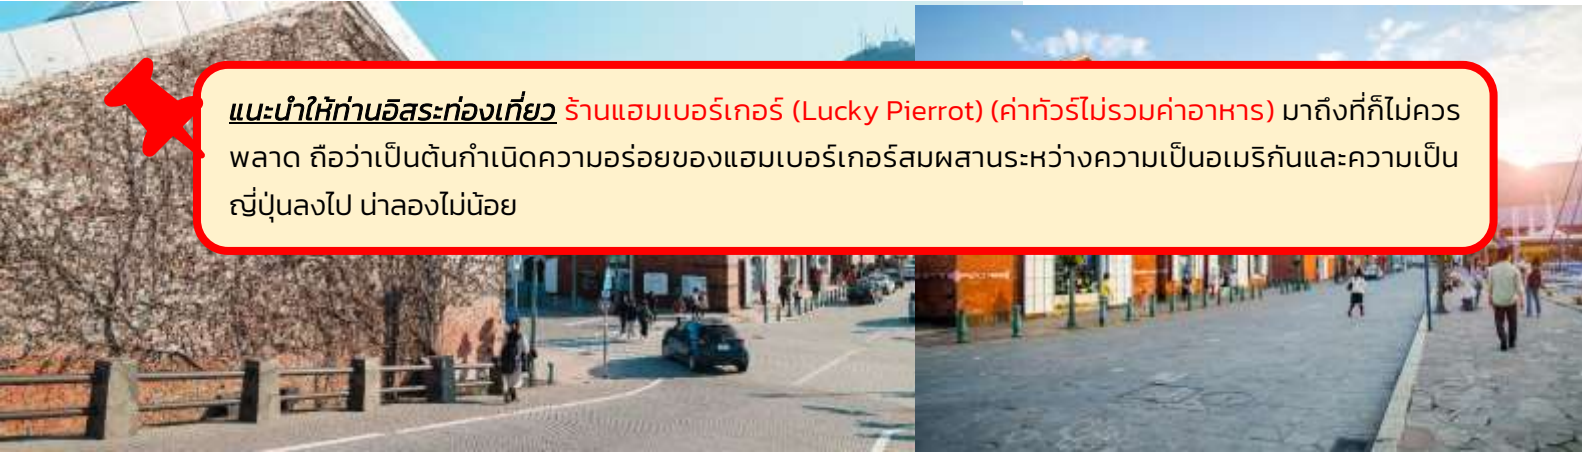 แนะนำให้ท่านอิสระท่องเที่ยว ร้านแฮมเบอร์เกอร์ (Lucky Pierrot) (ค่าทัวร์ไม่รวมค่าอาหาร) มาถึงที่ก็ไม่ควร
พลาด ถือว่าเป็นต้นกำเนิดความอร่อยของแฮมเบอร์เกอร์สมผสานระหว่างความเป็นอเมริกันและความเป็น
ญี่ปุ่นลงไป น่าลองไม่น้อย